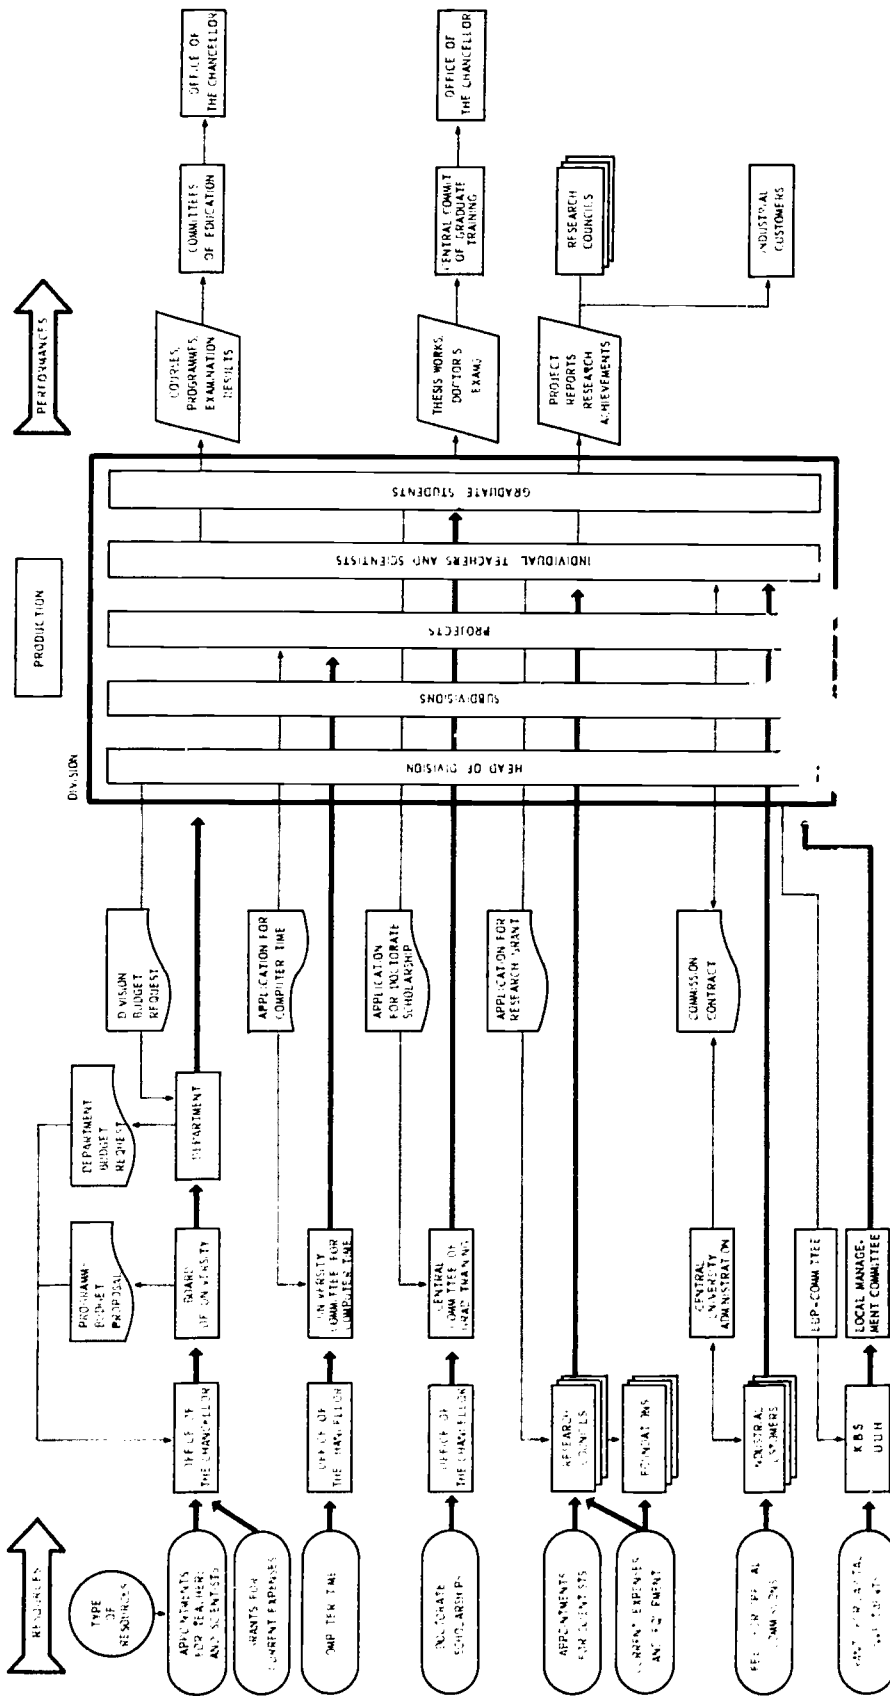 RESOURCES
PRODUCTION
PERFORMANCES
TYPE
OF
RESOURCES
APPOINTMENTS
FOR TEACHERS
AND SCIENTISTS
GRANTS FOR
CURRENT EXPENSES
TIME
DOCTORATE
SCHOLARSHIPS
APPOINTMENTS
FOR SCIENTISTS
CURRENT EXPENSES
AND EQUIPMENT
OFFICE OF
THE CHANCELLOR
OFFICE OF
THE CHANCELLOR
OFFICE OF
THE CHANCELLOR
RESEARCH
COUNCILS
FOUNDATIONS
INDUSTRIAL
CUSTOMERS
KBS
UUH
PROGRAMME
BUDGET
PROPOSAL
BOARD
OF UNIVERSITY
UNIVERSITY
COMMITTEE FOR
COMPUTER TIME
CENTRAL
COMMITTEE OF
GRAD TRAINING
CENTRAL
UNIVERSITY
ADMINISTRATION
COMMITTEE
LOCAL MANAGE-
MENT COMMITTEE
DEPARTMENT
BUDGET
REQUEST
DEPARTMENT
DIVISION
BUDGET
REQUEST
APPLICATION FOR
COMPUTER TIME
APPLICATION
FOR DOCTORATE
SCHOLARSHIP
APPLICATION FOR
RESEARCH GRANT
COMMISSION
CONTRACT
DIVISION
HEAD OF DIVISION
SUBDIVISIONS
PROJECTS
INDIVIDUAL TEACHERS AND SCIENTISTS
GRADUATE STUDENTS
COURSES,
PROGRAMMES,
EXAMINATION
RESULTS
THESIS WORKS,
DOCTOR'S
EXAMS
PROJECT
REPORTS
RESEARCH
ACHIEVEMENTS
COMMITTEES
OF EDUCATION
CENTRAL COMMIT
OF GRADUATE
TRAINING
RESEARCH
COUNCILS
INDUSTRIAL
CUSTOMERS
OFFICE OF
THE CHANCELLOR
OFFICE OF
THE CHANCELLOR